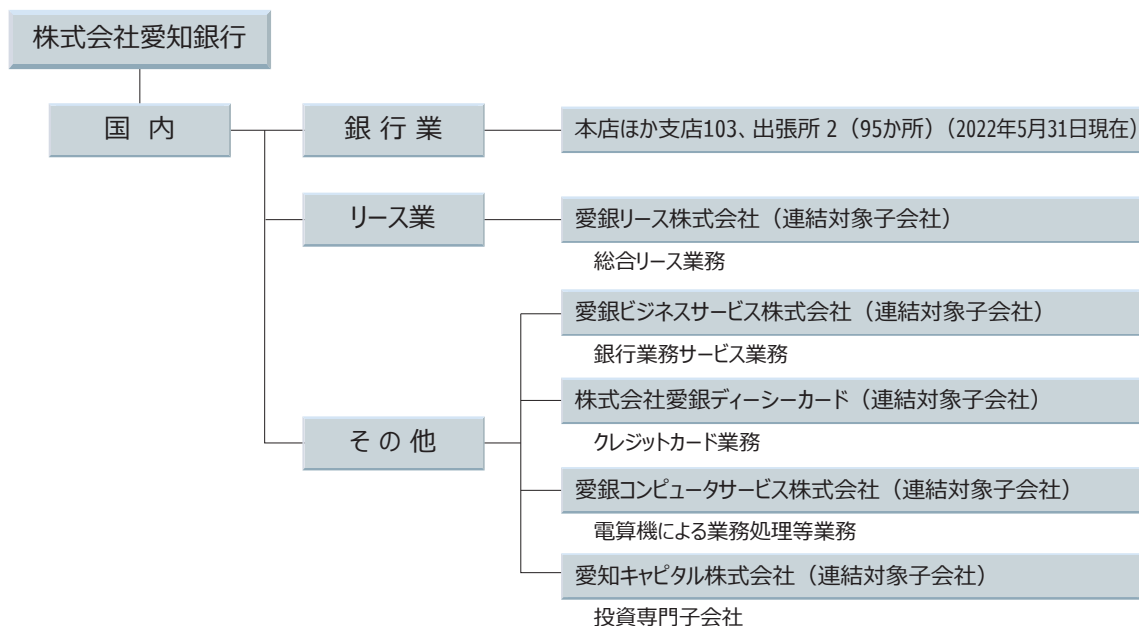 株式会社愛知銀行
国 内
銀 行 業
本店ほか支店103、出張所 2（95か所）（2022年5月31日現在）
リース業
愛銀リース株式会社（連結対象子会社）
総合リース業務
愛銀ビジネスサービス株式会社（連結対象子会社）
銀行業務サービス業務
その他
株式会社愛銀ディーシーカード（連結対象子会社）
クレジットカード業務
愛銀コンピュータサービス株式会社（連結対象子会社）
電算機による業務処理等業務
愛知キャピタル株式会社（連結対象子会社）
投資専門子会社